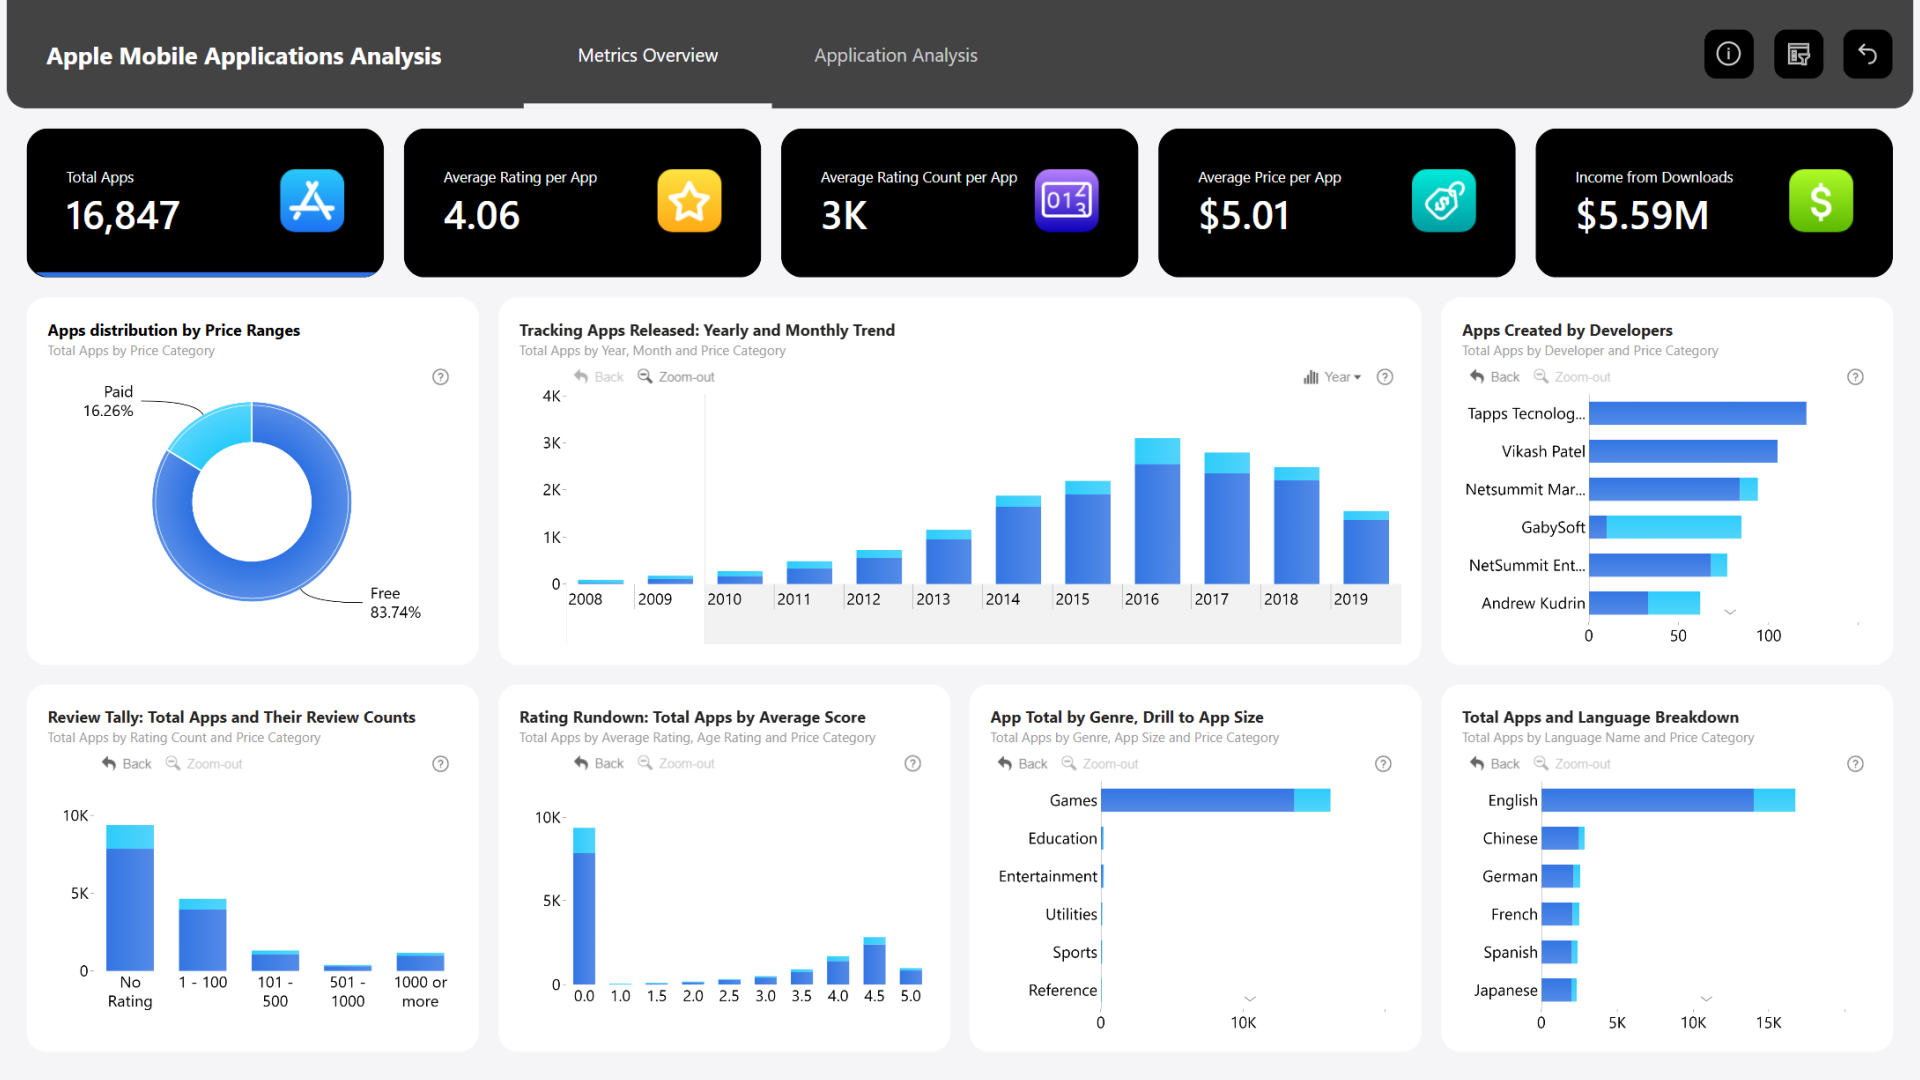 Apple Mobile Applications Analysis
Metrics Overview
Application Analysis
Total Apps
16,847
Average Rating per App
4.06
Average Rating Count per App
3K
012
3
Average Price per App
$5.01
Income from Downloads
$5.59M
Apps distribution by Price Ranges
Total Apps by Price Category
Paid
16.26%
Free
83.74%
Tracking Apps Released: Yearly and Monthly Trend
Total Apps by Year, Month and Price Category
Back Zoom-out
Year
4K
3K
2K
1K
0
2008 2009 2010 2011 2012 2013 2014 2015 2016 2017 2018 2019
Apps Created by Developers
Total Apps by Developer and Price Category
Back Zoom-out
Tapps Tecnolog...
Vikash Patel
Netsummit Mar...
GabySoft
NetSummit Ent...
Andrew Kudrin
0 50 100
Review Tally: Total Apps and Their Review Counts
Total Apps by Rating Count and Price Category
Back Zoom-out
10K
5K
0
No Rating
1 - 100
101 - 500
501 - 1000
1000 or more
Rating Rundown: Total Apps by Average Score
Total Apps by Average Rating, Age Rating and Price Category
Back Zoom-out
10K
5K
0
0.0 1.0 1.5 2.0 2.5 3.0 3.5 4.0 4.5 5.0
App Total by Genre, Drill to App Size
Total Apps by Genre, App Size and Price Category
Back Zoom-out
Games
Education
Entertainment
Utilities
Sports
Reference
0 10K
Total Apps and Language Breakdown
Total Apps by Language Name and Price Category
Back Zoom-out
English
Chinese
German
French
Spanish
Japanese
0 5K 10K 15K